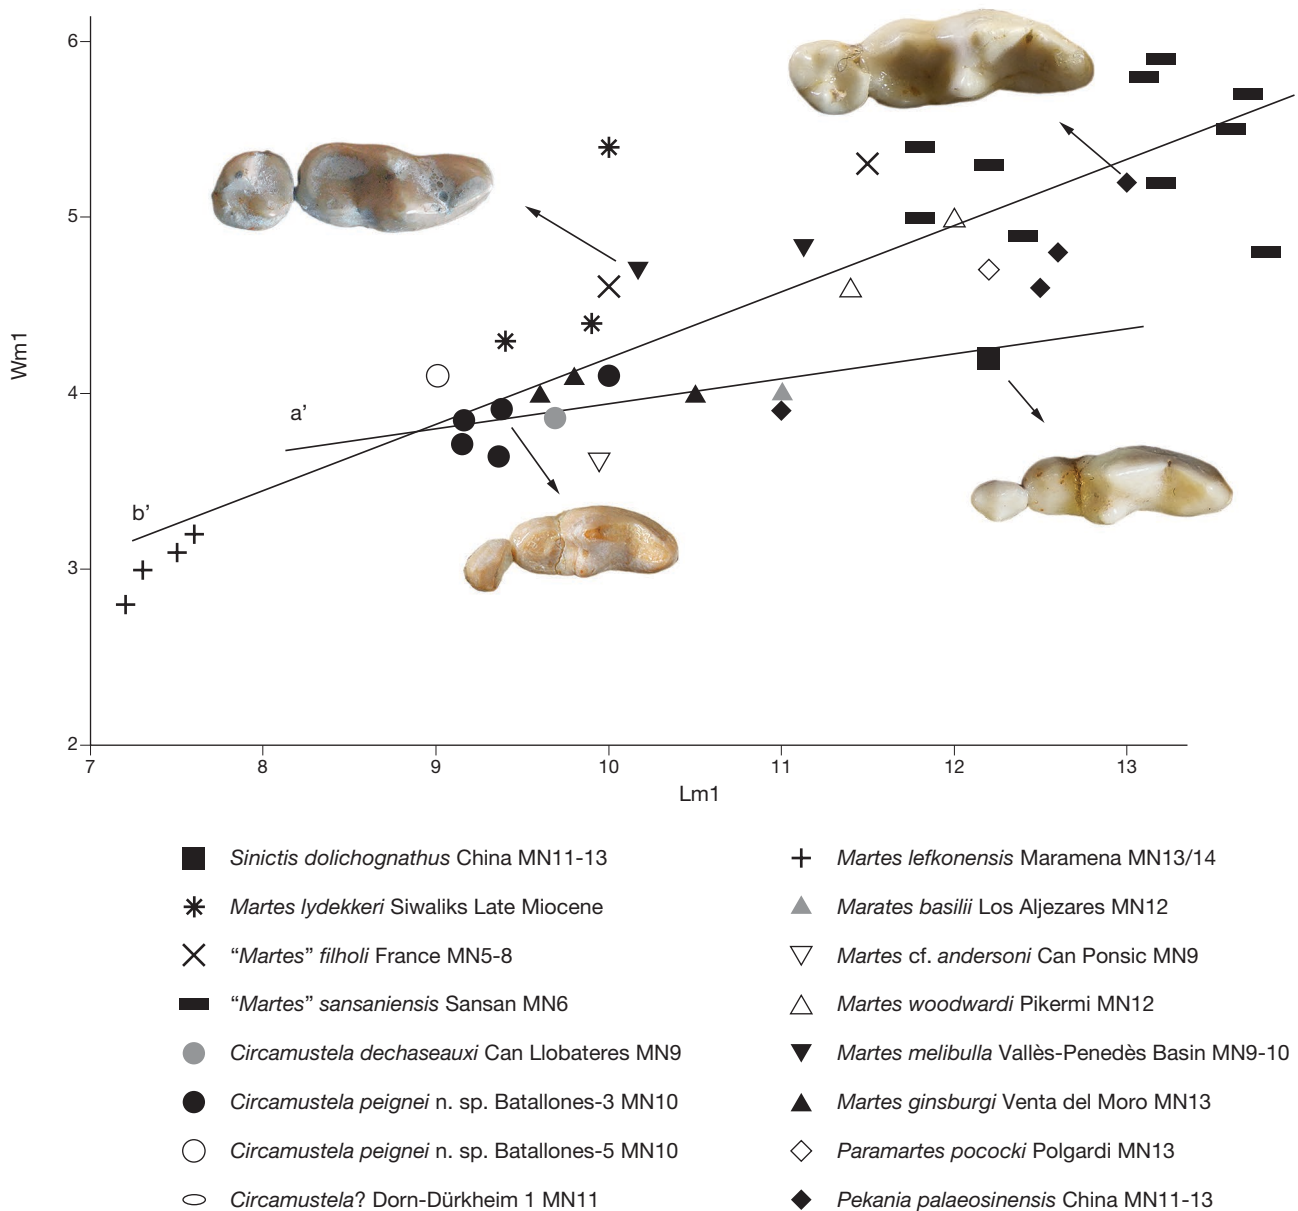 6
5
4
3
2
Wm1
a’
b’
7 8 9 10 11 12 13
Lm1
Sinictis dolichognathus China MN11-13
Martes lydekkeri Siwaliks Late Miocene
“Martes” filholi France MN5-8
“Martes” sansaniensis Sansan MN6
Circamustela dechaseauxi Can Llobateres MN9
Circamustela peignei n. sp. Batallones-3 MN10
Circamustela peignei n. sp. Batallones-5 MN10
Circamustela? Dorn-Dürkheim 1 MN11
Martes lefkonensis Maramena MN13/14
Marates basilii Los Aljezares MN12
Martes cf. andersoni Can Ponsic MN9
Martes woodwardi Pikermi MN12
Martes melibulla Vallès-Penedès Basin MN9-10
Martes ginsburgi Venta del Moro MN13
Paramartes pococki Polgardi MN13
Pekania palaeosinensis China MN11-13